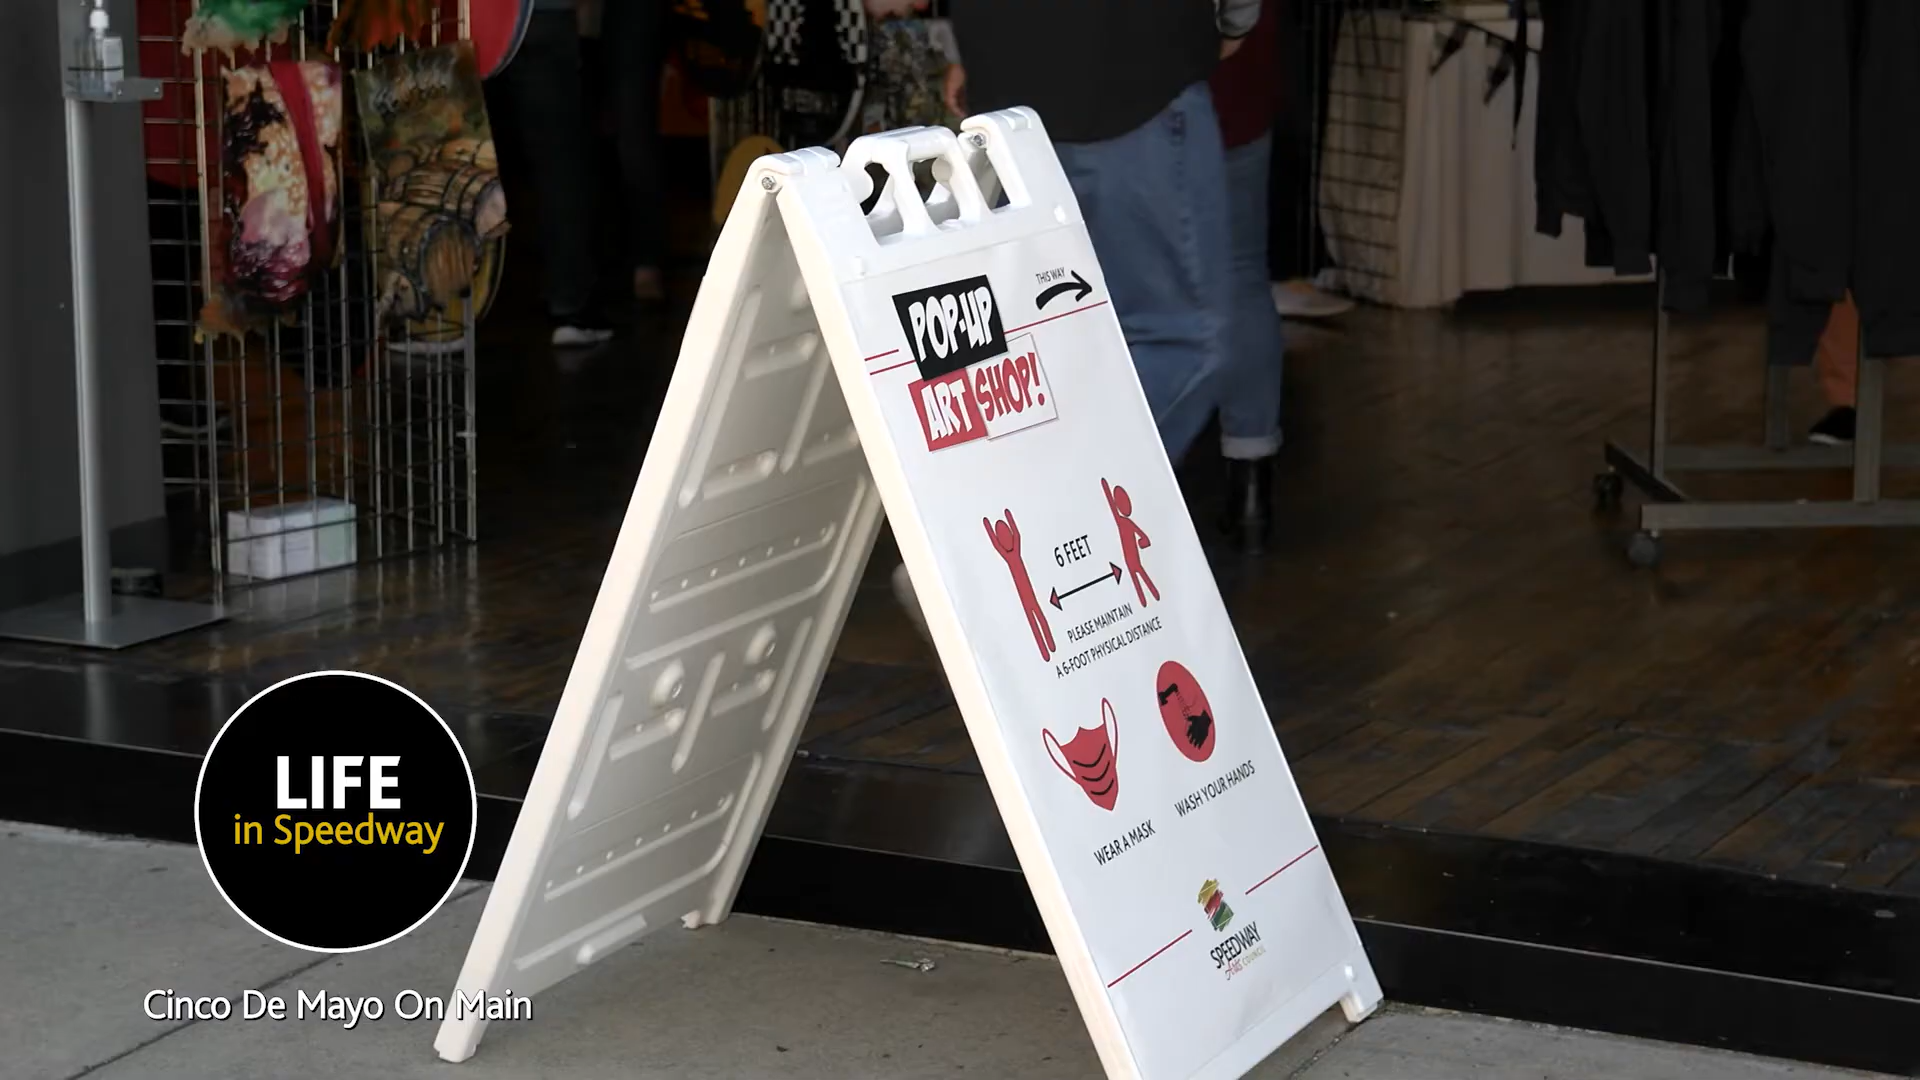 THIS WAY
POP-UP
ART SHOP!
6 FEET
PLEASE MAINTAIN
A 6-FOOT PHYSICAL DISTANCE
WASH YOUR HANDS
WEAR A MASK
SPEEDWAY
Arts COUNCIL
LIFE
in Speedway
Cinco De Mayo On Main